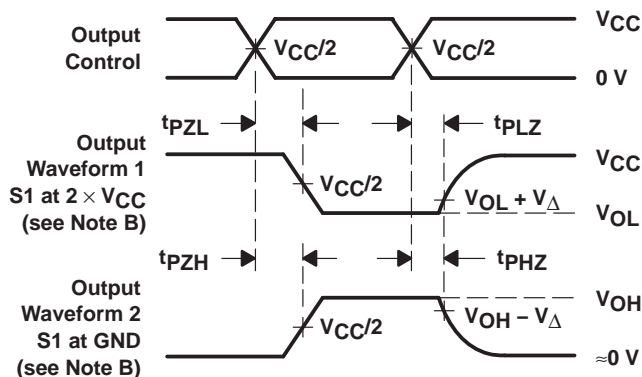 Output
Control
VCC/2
VCC/2
VCC
0 V
tPZL
tPLZ
Output
Waveform 1
S1 at 2 × VCC
(see Note B)
VCC/2
VCC
VOL + VΔ
VOL
tPZH
tPHZ
Output
Waveform 2
S1 at GND
(see Note B)
VCC/2
VOH
VOH − VΔ
≈0 V